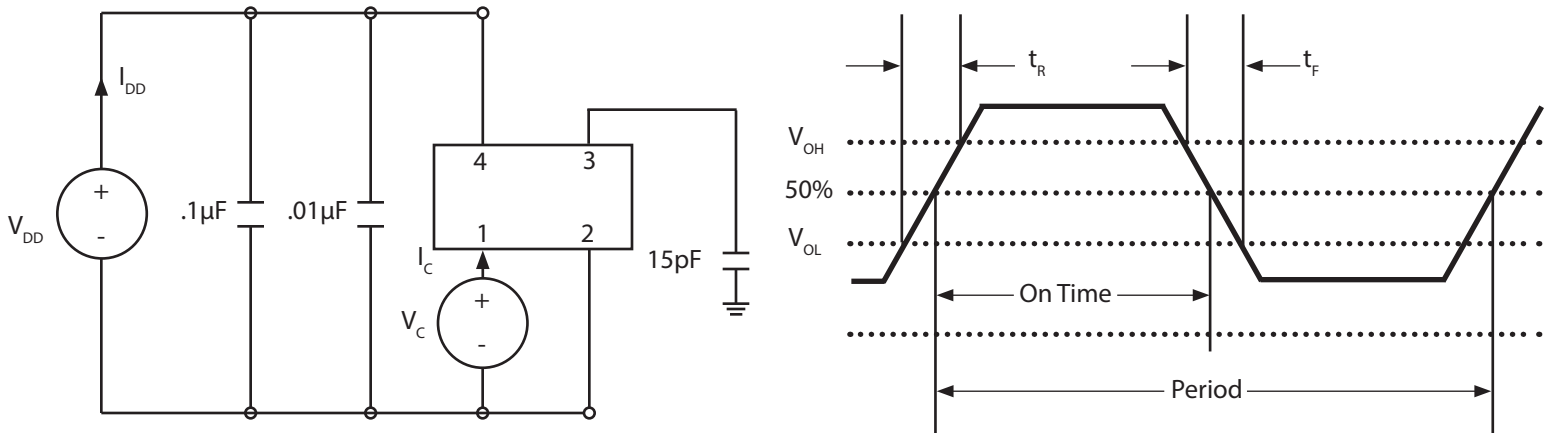 I_DD
V_DD
+
-
.1µF
.01µF
4
3
1
2
I_C
V_C
+
-
15pF
t_R
t_F
V_OH
50%
V_OL
On Time
Period